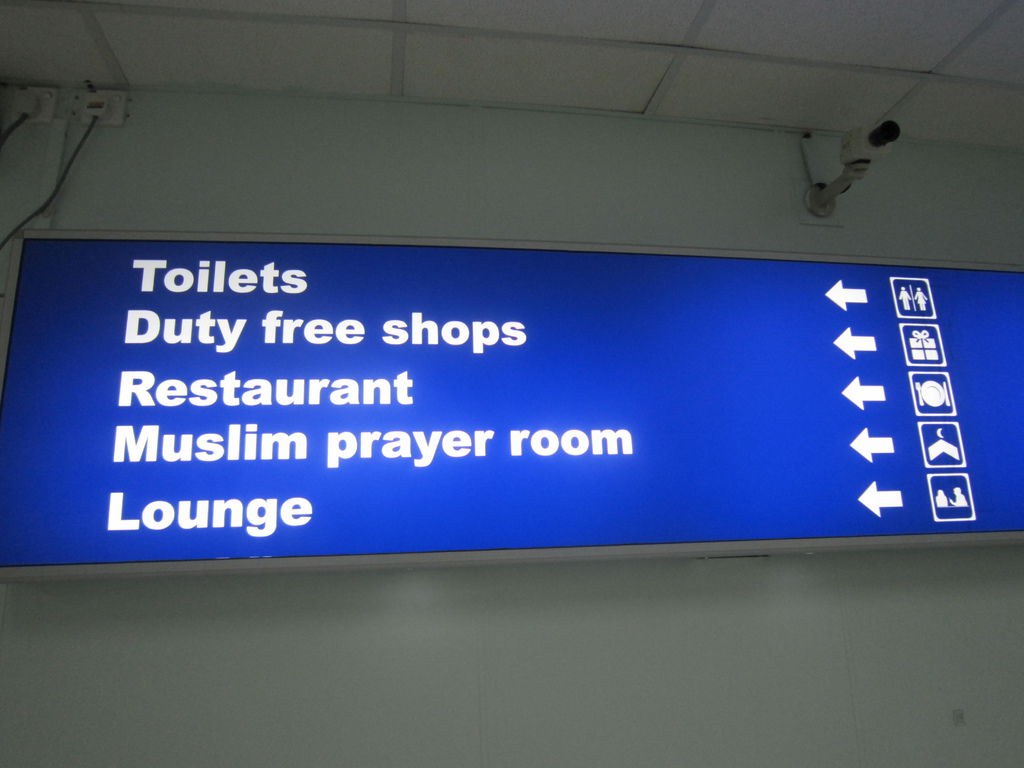 Toilets
Duty free shops
Restaurant
Muslim prayer room
Lounge